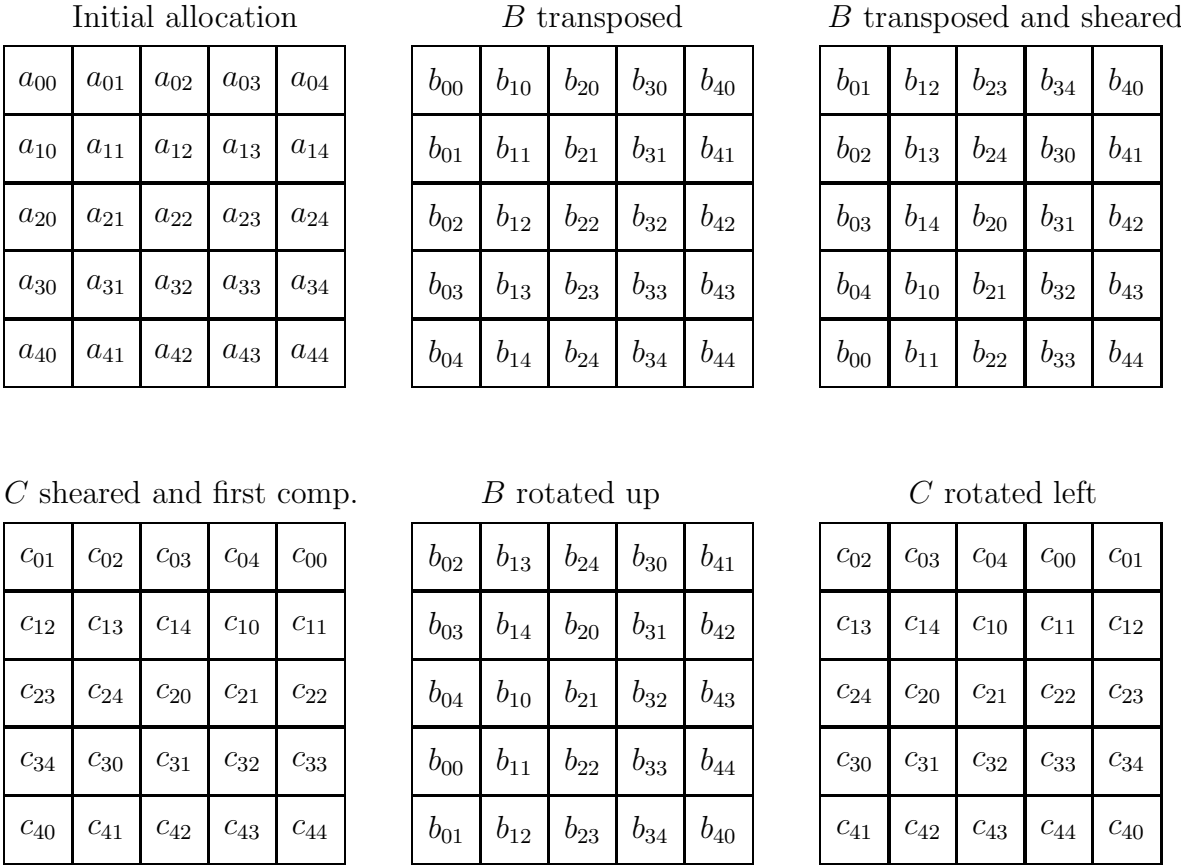 Initial allocation B transposed B transposed and sheared
a00 a01 a02 a03 a04 b00 b10 b20 b30 b40 b01 b12 b23 b34 b40
a10 a11 a12 a13 a14 b01 b11 b21 b31 b41 b02 b13 b24 b30 b41
a20 a21 a22 a23 a24 b02 b12 b22 b32 b42 b03 b14 b20 b31 b42
a30 a31 a32 a33 a34 b03 b13 b23 b33 b43 b04 b10 b21 b32 b43
a40 a41 a42 a43 a44 b04 b14 b24 b34 b44 b00 b11 b22 b33 b44
C sheared and first comp. B rotated up C rotated left
c01 c02 c03 c04 c00 b02 b13 b24 b30 b41 c02 c03 c04 c00 c01
c12 c13 c14 c10 c11 b03 b14 b20 b31 b42 c13 c14 c10 c11 c12
c23 c24 c20 c21 c22 b04 b10 b21 b32 b43 c24 c20 c21 c22 c23
c34 c30 c31 c32 c33 b00 b11 b22 b33 b44 c30 c31 c32 c33 c34
c40 c41 c42 c43 c44 b01 b12 b23 b34 b40 c41 c42 c43 c44 c40